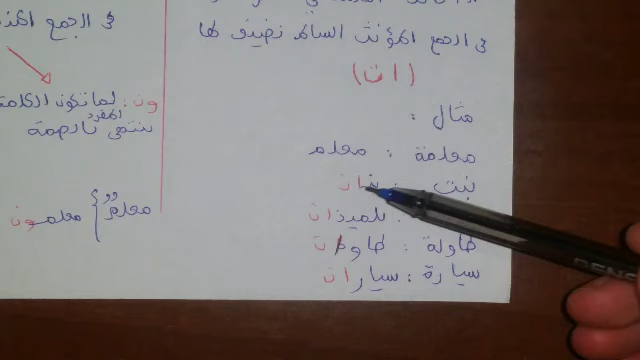 في الجمع المؤنث السالم نضيف لها
(ات)
مثال :
معلمة : معلم
بنت : بنات
: تلميذات
طاولة : طاولات
سيارة : سيارات
في الجمع المذ
ون : لما تكون الكلمة
المفرد
تنتهي بالضمة
معلمٌ } معلمون